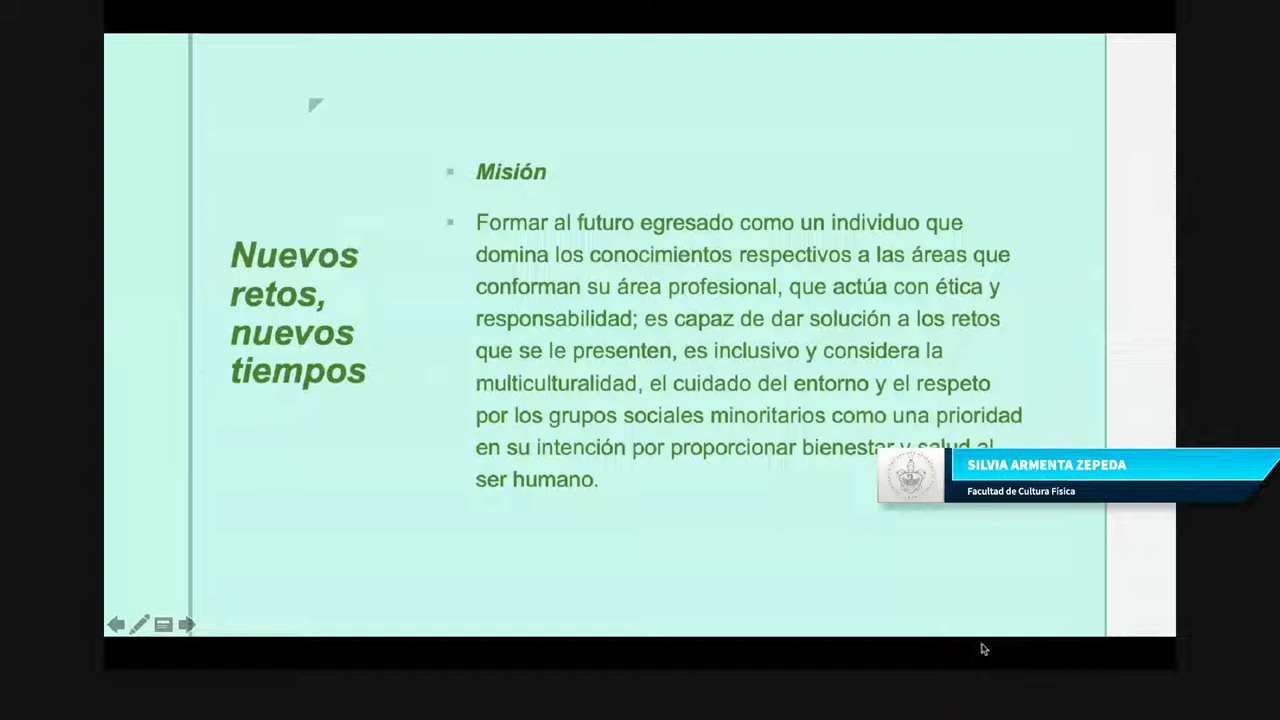 Misión
Formar al futuro egresado como un individuo que
domina los conocimientos respectivos a las áreas que
conforman su área profesional, que actúa con ética y
responsabilidad; es capaz de dar solución a los retos
que se le presenten, es inclusivo y considera la
multiculturalidad, el cuidado del entorno y el respeto
por los grupos sociales minoritarios como una prioridad
en su intención por proporcionar bienestar y salud al
ser humano.
Nuevos
retos,
nuevos
tiempos
SILVIA ARMENTA ZEPEDA
Facultad de Cultura Física